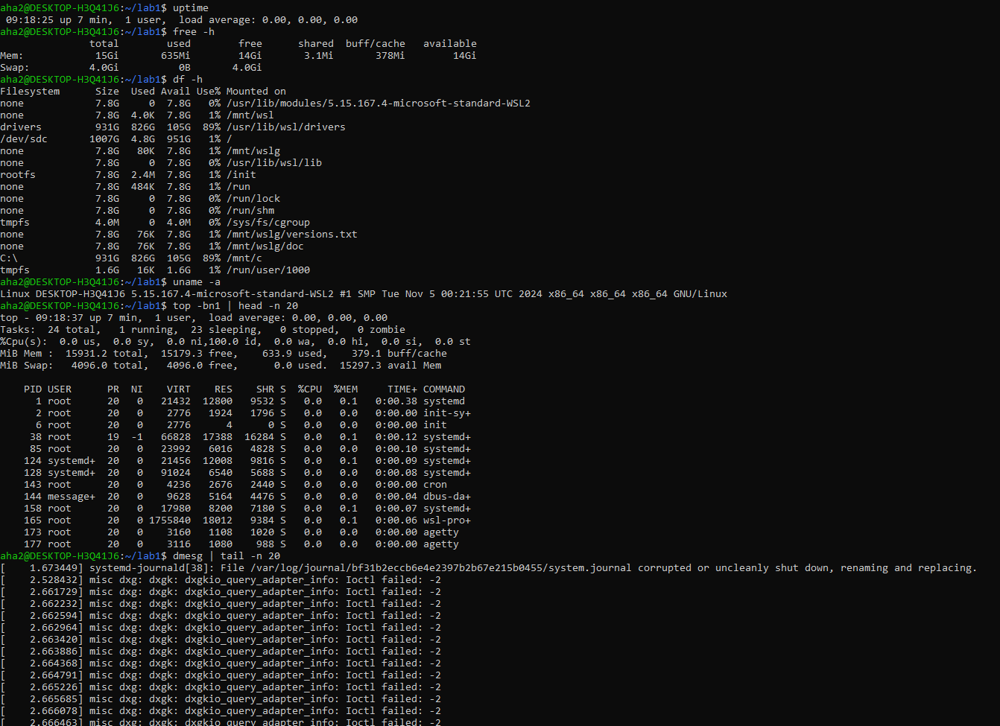 aha2@DESKTOP-H3Q41J6:~/lab1$ uptime
 09:18:25 up 7 min,  1 user,  load average: 0.00, 0.00, 0.00
aha2@DESKTOP-H3Q41J6:~/lab1$ free -h
               total        used        free      shared  buff/cache   available
Mem:            15Gi       635Mi        14Gi       3.1Mi       378Mi        14Gi
Swap:          4.0Gi          0B       4.0Gi
aha2@DESKTOP-H3Q41J6:~/lab1$ df -h
Filesystem      Size  Used Avail Use% Mounted on
none            7.8G     0  7.8G   0% /usr/lib/modules/5.15.167.4-microsoft-standard-WSL2
none            7.8G  4.0K  7.8G   1% /mnt/wsl
drivers         931G  826G  105G  89% /usr/lib/wsl/drivers
/dev/sdc       1007G  4.8G  951G   1% /
none            7.8G   80K  7.8G   1% /mnt/wslg
none            7.8G     0  7.8G   0% /usr/lib/wsl/lib
rootfs          7.8G  2.4M  7.8G   1% /init
none            7.8G  484K  7.8G   1% /run
none            7.8G     0  7.8G   0% /run/lock
none            7.8G     0  7.8G   0% /run/shm
tmpfs           4.0M     0  4.0M   0% /sys/fs/cgroup
none            7.8G   76K  7.8G   1% /mnt/wslg/versions.txt
none            7.8G   76K  7.8G   1% /mnt/wslg/doc
C:\             931G  826G  105G  89% /mnt/c
tmpfs           1.6G   16K  1.6G   1% /run/user/1000
aha2@DESKTOP-H3Q41J6:~/lab1$ uname -a
Linux DESKTOP-H3Q41J6 5.15.167.4-microsoft-standard-WSL2 #1 SMP Tue Nov 5 00:21:55 UTC 2024 x86_64 x86_64 x86_64 GNU/Linux
aha2@DESKTOP-H3Q41J6:~/lab1$ top -bn1 | head -n 20
top - 09:18:37 up 7 min,  1 user,  load average: 0.00, 0.00, 0.00
Tasks:  24 total,   1 running,  23 sleeping,   0 stopped,   0 zombie
%Cpu(s):  0.0 us,  0.0 sy,  0.0 ni,100.0 id,  0.0 wa,  0.0 hi,  0.0 si,  0.0 st
MiB Mem :  15931.2 total,  15179.3 free,    633.9 used,    379.1 buff/cache
MiB Swap:   4096.0 total,   4096.0 free,      0.0 used.  15297.3 avail Mem

    PID USER      PR  NI    VIRT    RES    SHR S  %CPU  %MEM     TIME+ COMMAND
      1 root      20   0   21432  12800   9532 S   0.0   0.1   0:00.38 systemd
      2 root      20   0    2776   1924   1796 S   0.0   0.0   0:00.00 init-sy+
      6 root      20   0    2776      4      0 S   0.0   0.0   0:00.00 init
     38 root      19  -1   66828  17388  16284 S   0.0   0.1   0:00.12 systemd+
     85 root      20   0   23992   6016   4828 S   0.0   0.0   0:00.10 systemd+
    124 systemd+  20   0   21456  12008   9816 S   0.0   0.1   0:00.09 systemd+
    128 systemd+  20   0   91024   6540   5688 S   0.0   0.0   0:00.08 systemd+
    143 root      20   0    4236   2676   2440 S   0.0   0.0   0:00.00 cron
    144 message+  20   0    9628   5164   4476 S   0.0   0.0   0:00.04 dbus-da+
    158 root      20   0   17980   8200   7180 S   0.0   0.1   0:00.07 systemd+
    165 root      20   0 1755840  18012   9384 S   0.0   0.1   0:00.06 wsl-pro+
    173 root      20   0    3160   1108   1020 S   0.0   0.0   0:00.00 agetty
    177 root      20   0    3116   1080    988 S   0.0   0.0   0:00.00 agetty
aha2@DESKTOP-H3Q41J6:~/lab1$ dmesg | tail -n 20
[    1.673449] systemd-journald[38]: File /var/log/journal/bf31b2eccb6e4e2397b2b67e215b0455/system.journal corrupted or uncleanly shut down, renaming and replacing.
[    2.528432] misc dxg: dxgk: dxgkio_query_adapter_info: Ioctl failed: -2
[    2.661729] misc dxg: dxgk: dxgkio_query_adapter_info: Ioctl failed: -2
[    2.662232] misc dxg: dxgk: dxgkio_query_adapter_info: Ioctl failed: -2
[    2.662594] misc dxg: dxgk: dxgkio_query_adapter_info: Ioctl failed: -2
[    2.662964] misc dxg: dxgk: dxgkio_query_adapter_info: Ioctl failed: -2
[    2.663420] misc dxg: dxgk: dxgkio_query_adapter_info: Ioctl failed: -2
[    2.663886] misc dxg: dxgk: dxgkio_query_adapter_info: Ioctl failed: -2
[    2.664368] misc dxg: dxgk: dxgkio_query_adapter_info: Ioctl failed: -2
[    2.664791] misc dxg: dxgk: dxgkio_query_adapter_info: Ioctl failed: -2
[    2.665226] misc dxg: dxgk: dxgkio_query_adapter_info: Ioctl failed: -2
[    2.665685] misc dxg: dxgk: dxgkio_query_adapter_info: Ioctl failed: -2
[    2.666078] misc dxg: dxgk: dxgkio_query_adapter_info: Ioctl failed: -2
[    2.666463] misc dxg: dxgk: dxgkio_query_adapter_info: Ioctl failed: -2